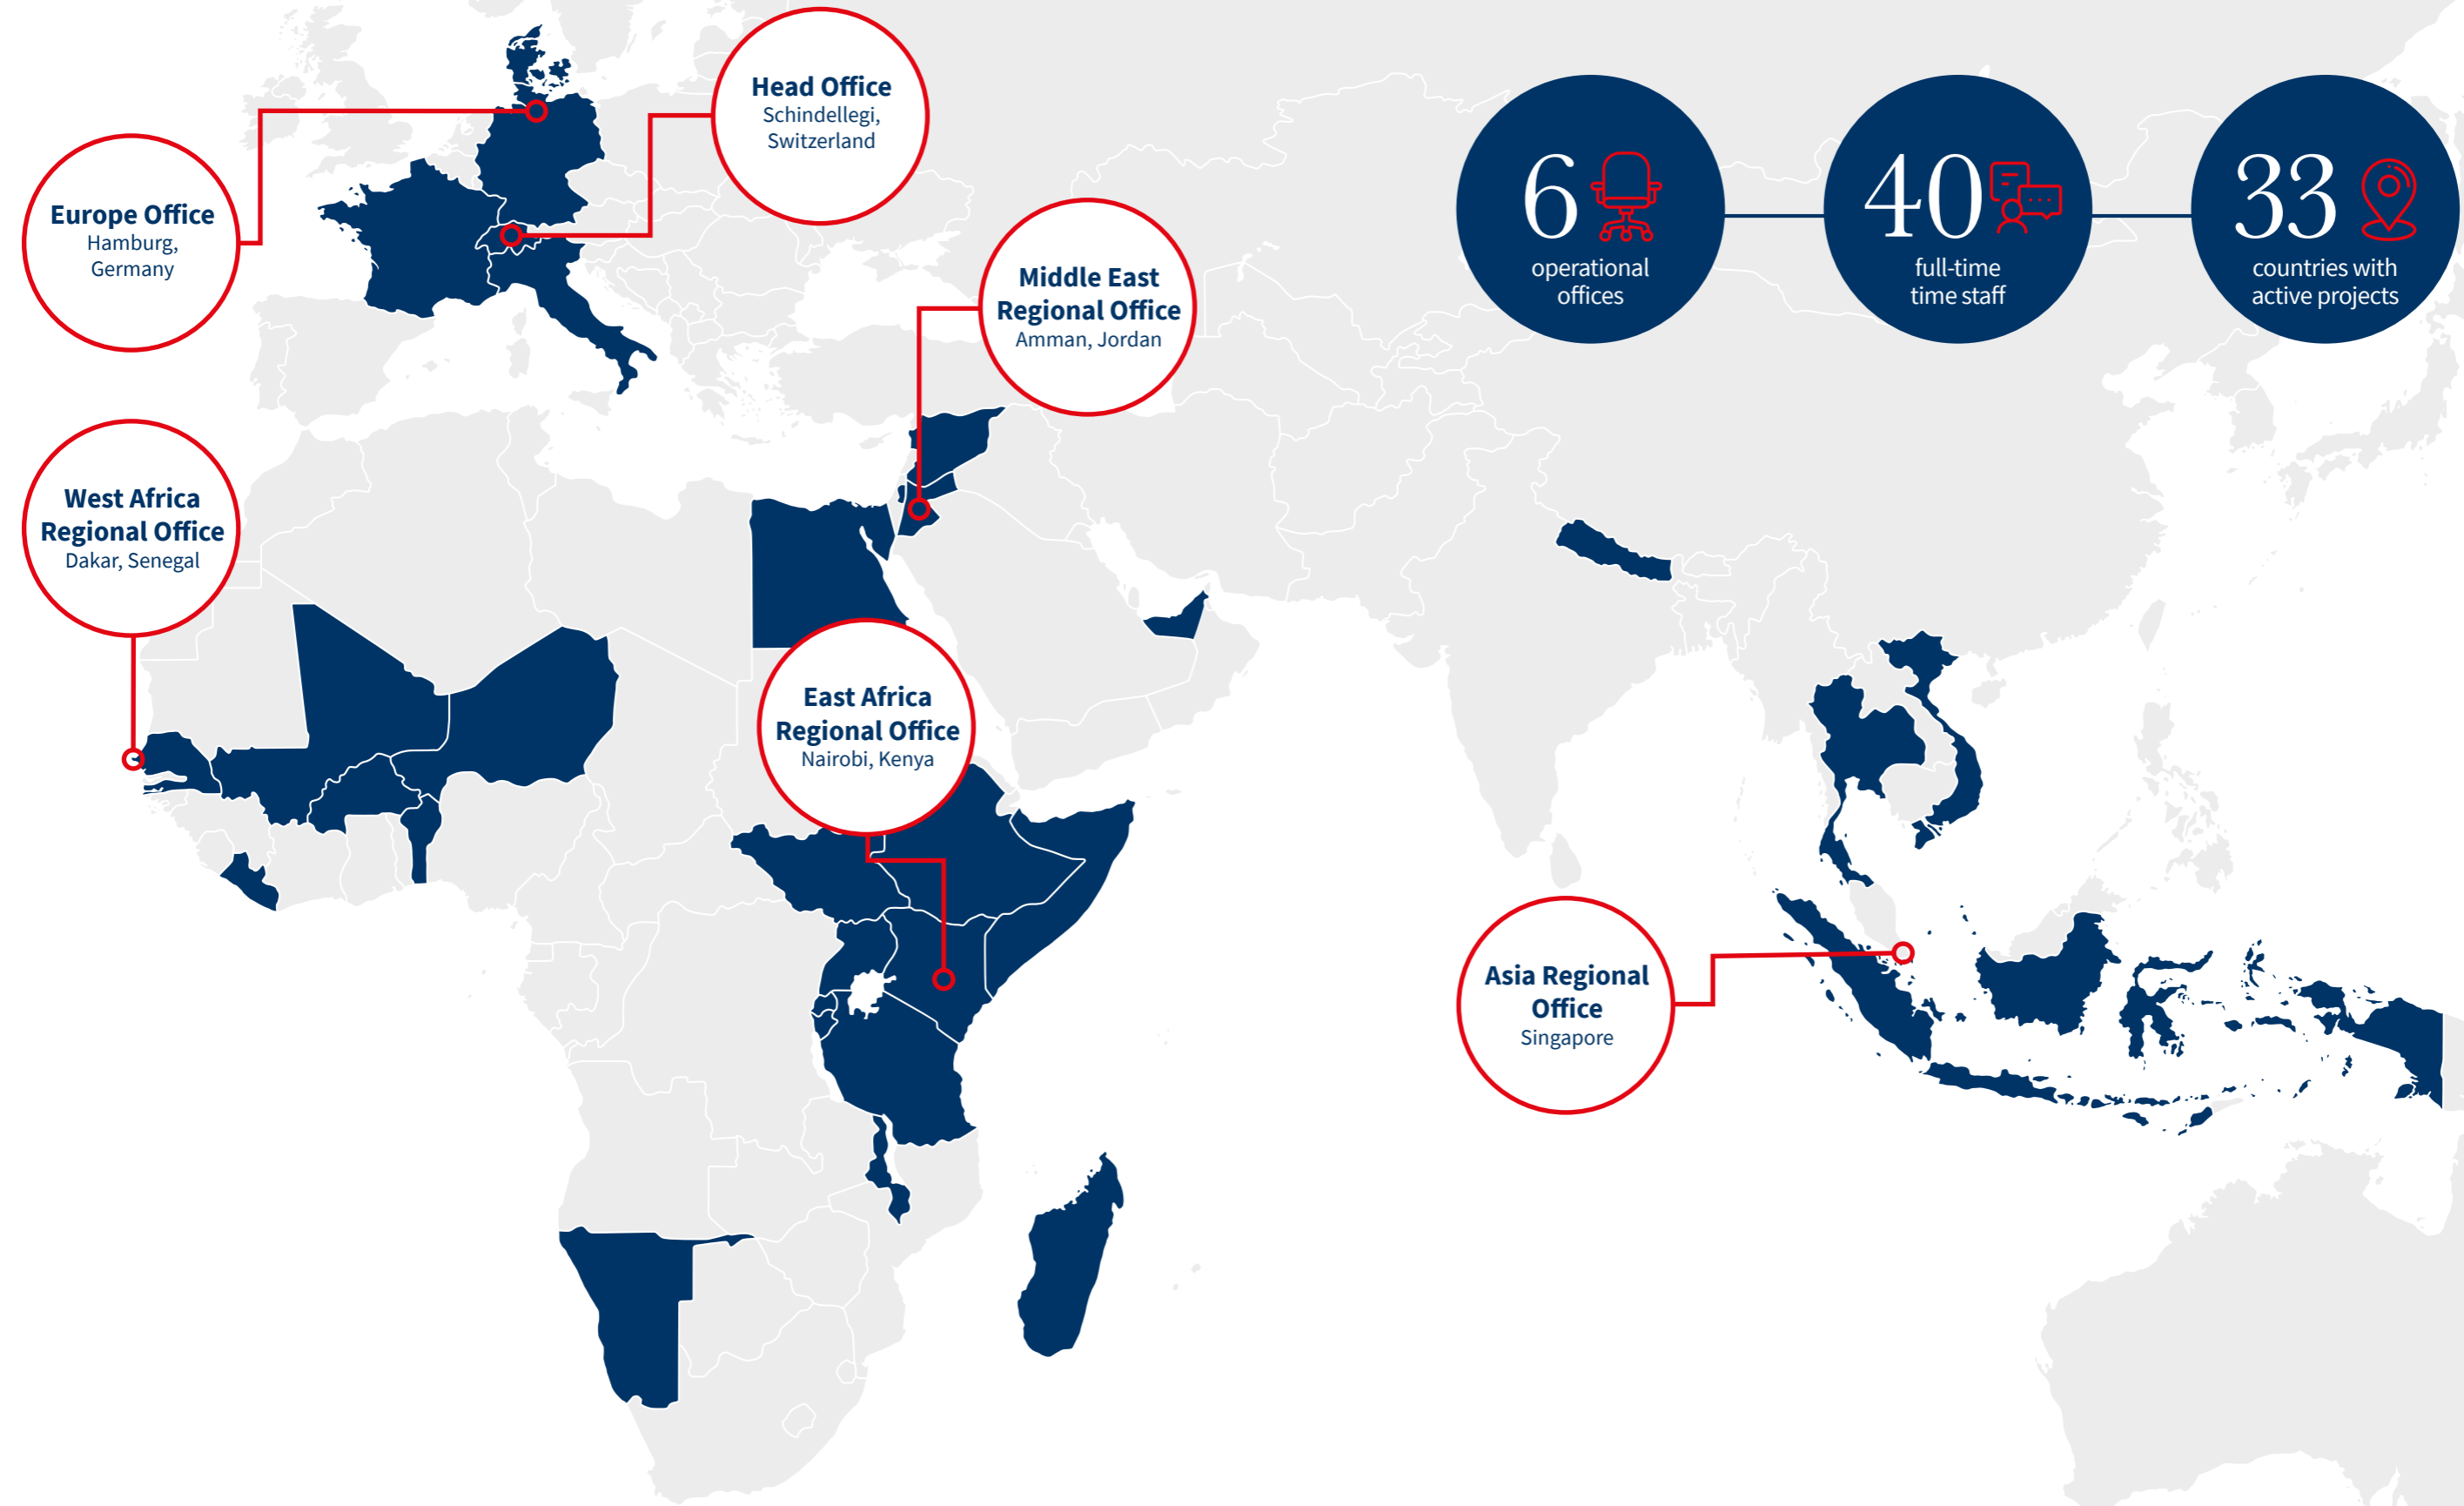 Head Office
Schindellegi,
Switzerland
6
operational
offices
40
full-time
time staff
33
countries with
active projects
Europe Office
Hamburg,
Germany
Middle East
Regional Office
Amman, Jordan
West Africa
Regional Office
Dakar, Senegal
East Africa
Regional Office
Nairobi, Kenya
Asia Regional
Office
Singapore